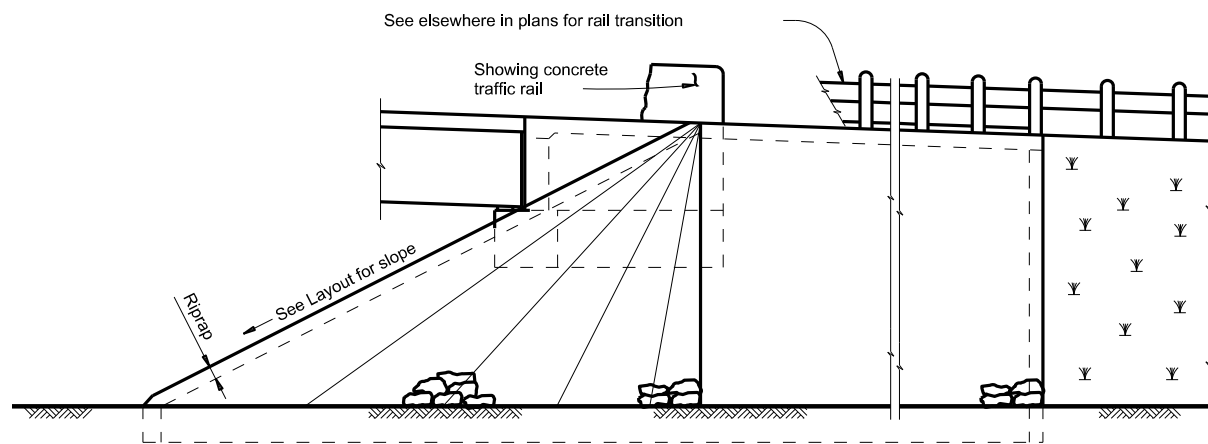 See elsewhere in plans for rail transition
Showing concrete
traffic rail
See Layout for slope
Riprap